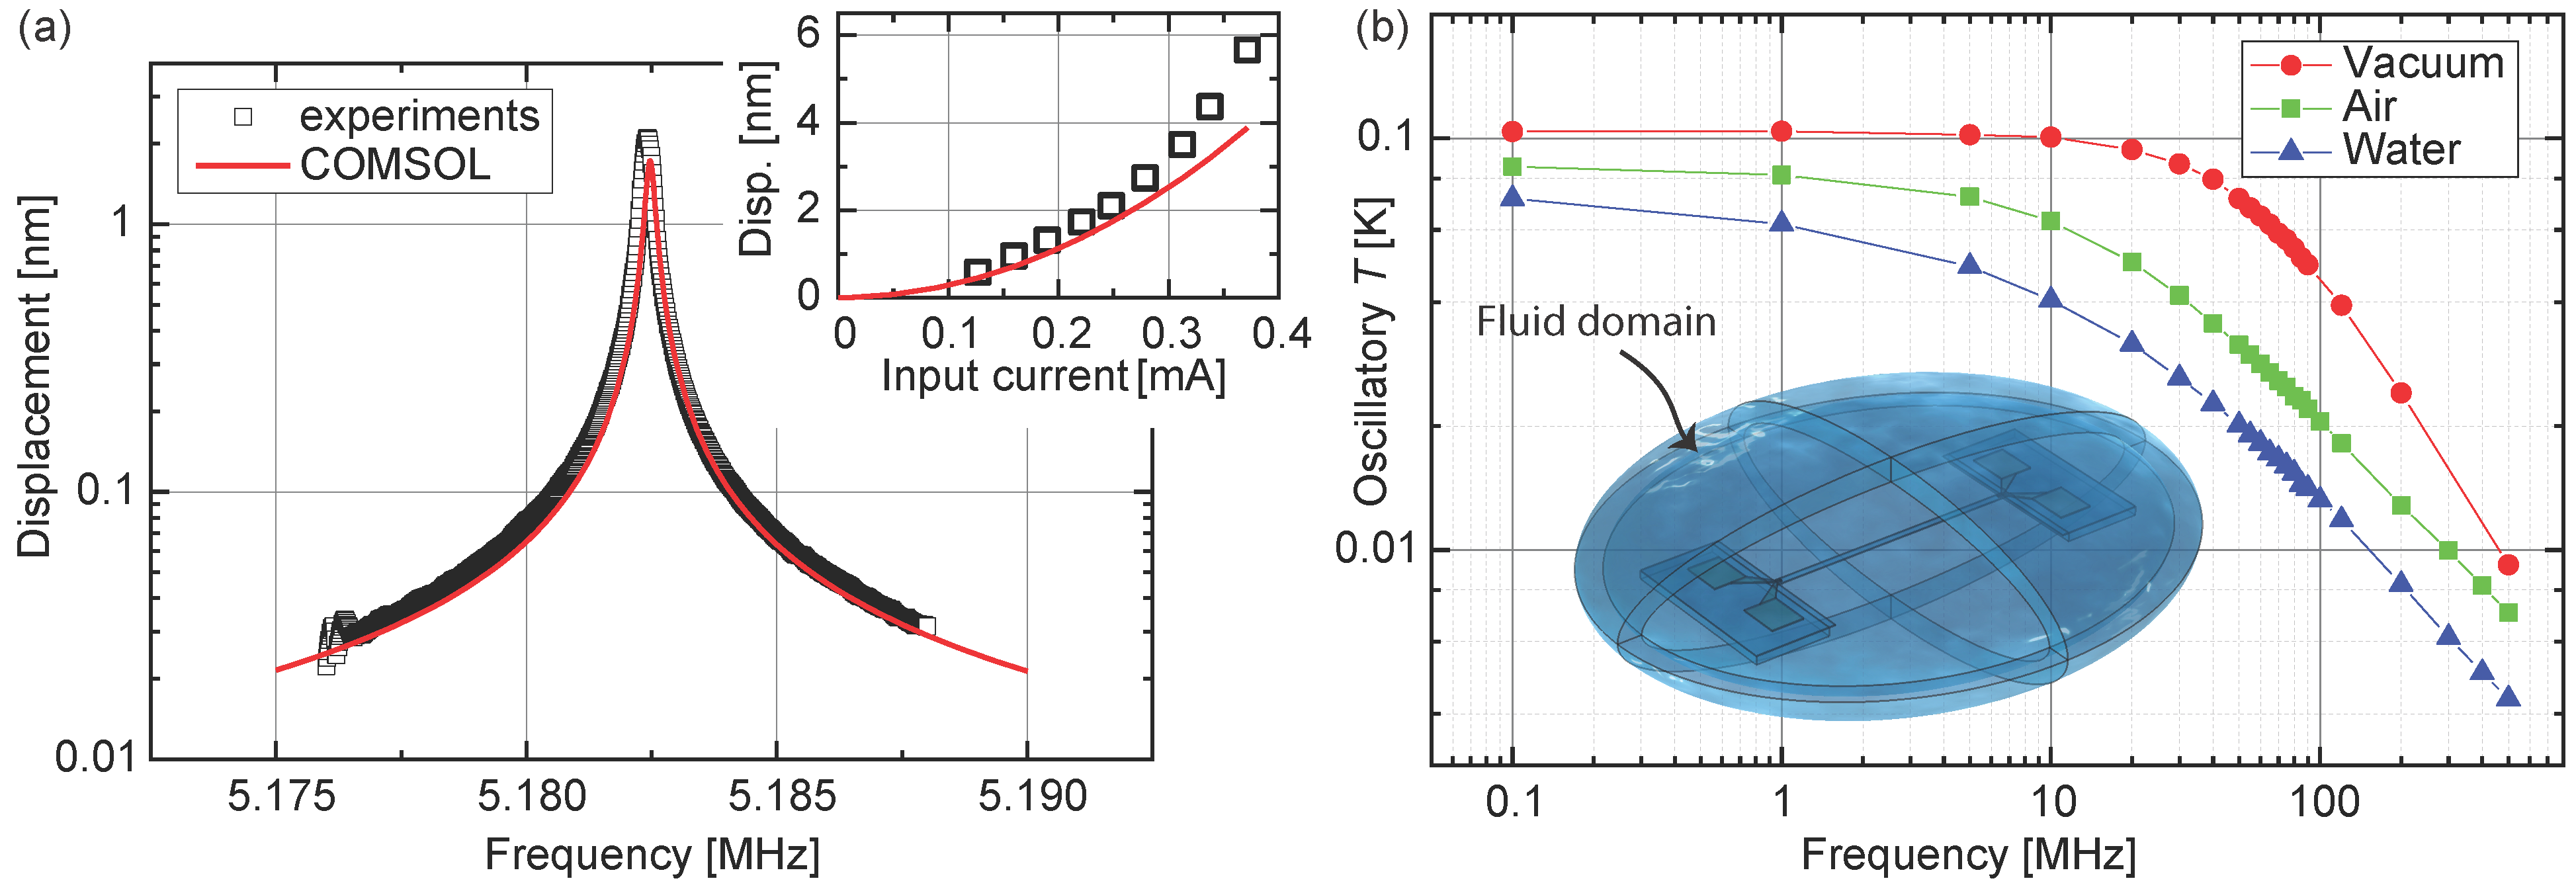 (a)
experiments
COMSOL
Displacement [nm]
1
0.1
0.01
5.175
5.180
5.185
5.190
Frequency [MHz]
Disp. [nm]
6
4
2
0
0
0.1
0.2
0.3
0.4
Input current [mA]
(b)
Vacuum
Air
Water
Oscillatory T [K]
0.1
0.01
Fluid domain
0.1
1
10
100
Frequency [MHz]